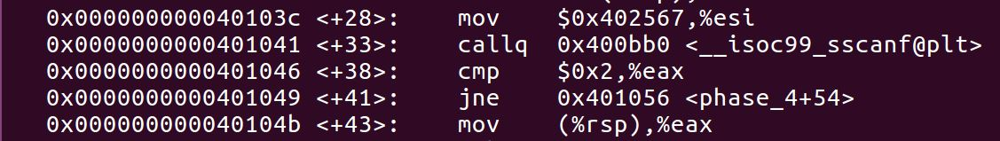 0x000000000040103c <+28>: mov $0x402567,%esi
0x0000000000401041 <+33>: callq 0x400bb0 <__isoc99_sscanf@plt>
0x0000000000401046 <+38>: cmp $0x2,%eax
0x0000000000401049 <+41>: jne 0x401056 <phase_4+54>
0x000000000040104b <+43>: mov (%rsp),%eax